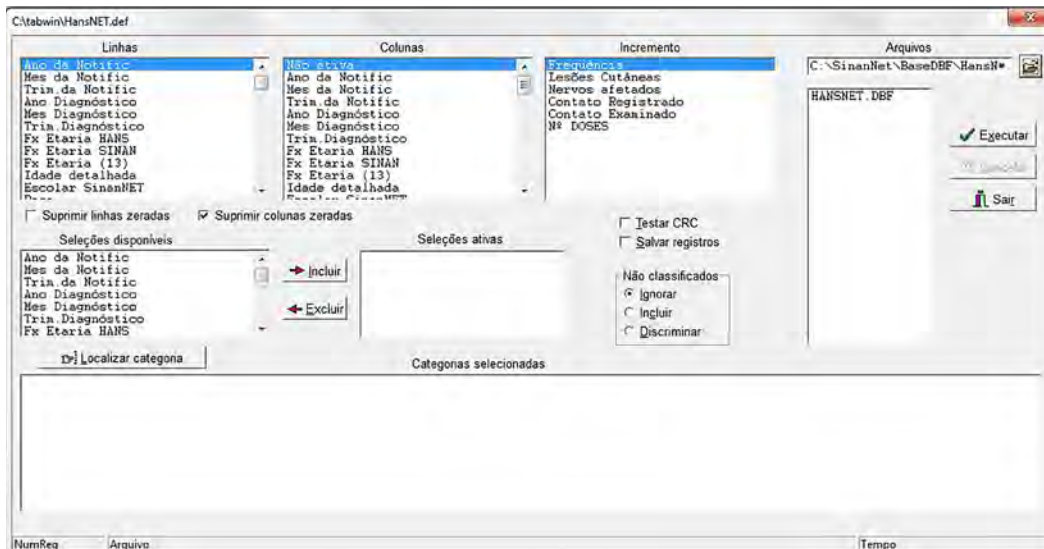 C:\tabwin\HansNET.def
Linhas
Ano da Notific
Mes da Notific
Trim.da Notific
Ano Diagnóstico
Mes Diagnóstico
Trim.Diagnóstico
Fx Etaria HANS
Fx Etaria SINAN
Fx Etaria (13)
Idade detalhada
Escolar SinanNET
Colunas
Não ativa
Ano da Notific
Mes da Notific
Trim.da Notific
Ano Diagnóstico
Mes Diagnóstico
Trim.Diagnóstico
Fx Etaria HANS
Fx Etaria SINAN
Fx Etaria (13)
Idade detalhada
Escolar SinanNET
Incremento
Frequência
Lesões Cutâneas
Nervos afetados
Contato Registrado
Contato Examinado
Nº DOSES
Arquivos
C:\SinanNet\BaseDBF\HansN*
HANSNET.DBF
Executar
Cancelar
Sair
Suprimir linhas zeradas
Suprimir colunas zeradas
Testar CRC
Salvar registros
Seleções disponíveis
Ano da Notific
Mes da Notific
Trim.da Notific
Ano Diagnóstico
Mes Diagnóstico
Trim.Diagnóstico
Fx Etaria HANS
Incluir
Excluir
Seleções ativas
Não classificados
Ignorar
Incluir
Discriminar
Localizar categoria
Categorias selecionadas
NumReg
Arquivo
Tempo